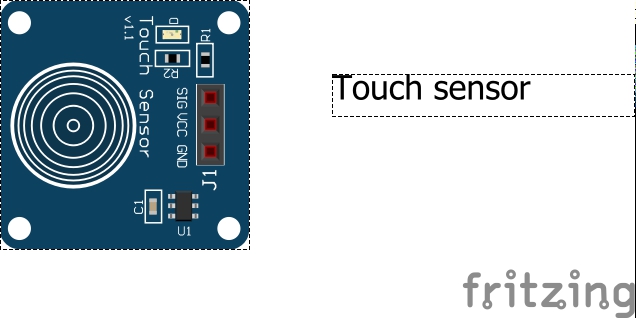 Touch Sensor
v1.1
D
R2
R1
SIG
VCC
GND
J1
C1
U1
Touch sensor
fritzing